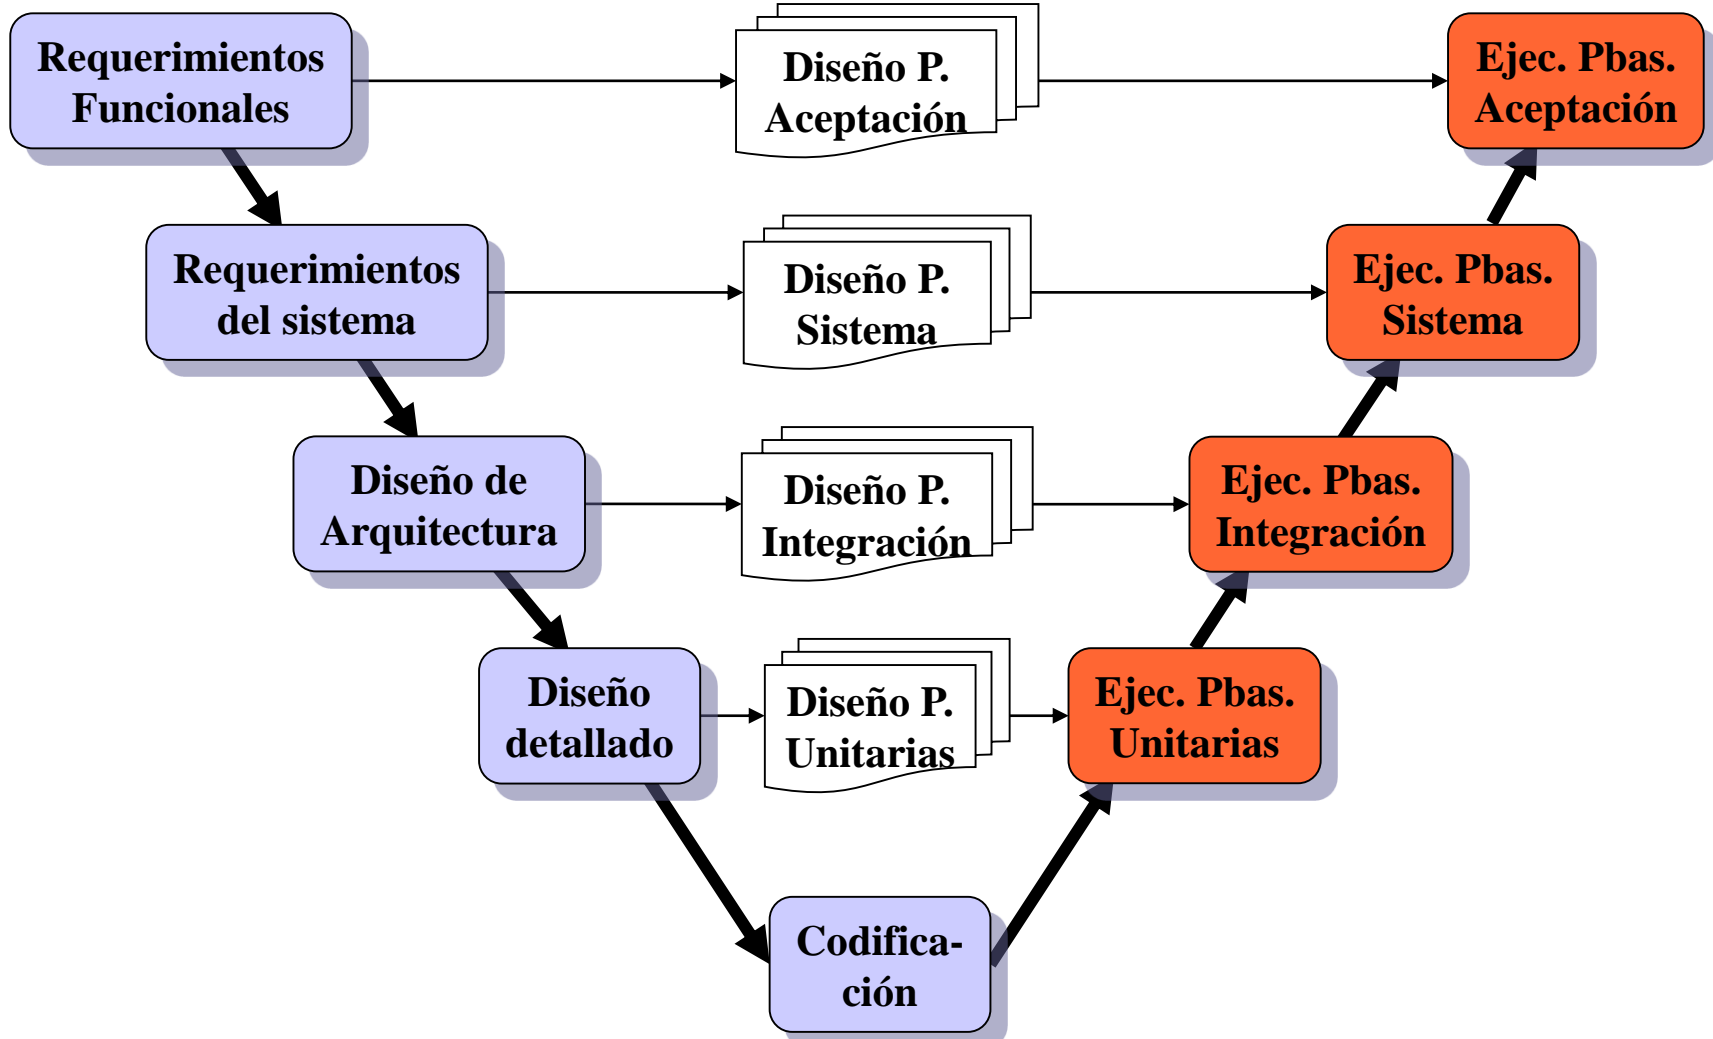 Requerimientos
Funcionales
Diseño P.
Aceptación
Ejec. Pbas.
Aceptación
Requerimientos
del sistema
Diseño P.
Sistema
Ejec. Pbas.
Sistema
Diseño de
Arquitectura
Diseño P.
Integración
Ejec. Pbas.
Integración
Diseño
detallado
Diseño P.
Unitarias
Ejec. Pbas.
Unitarias
Codifica-
ción